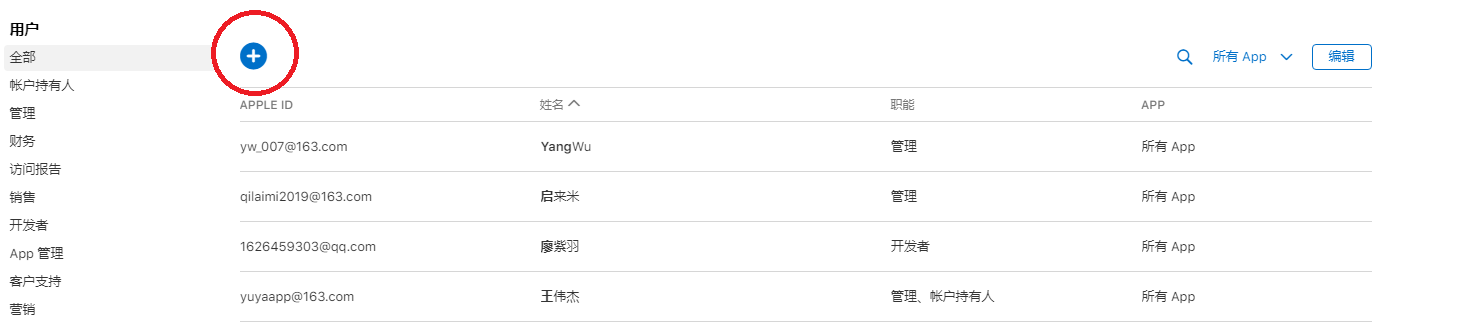 用户
全部
帐户持有人
管理
财务
访问报告
销售
开发者
App 管理
客户支持
营销
所有 App
编辑
APPLE ID 姓名 职能 APP
yw_007@163.com YangWu 管理 所有 App
qilaimi2019@163.com 启来米 管理 所有 App
1626459303@qq.com 廖紫羽 开发者 所有 App
yuyaapp@163.com 王伟杰 管理、帐户持有人 所有 App